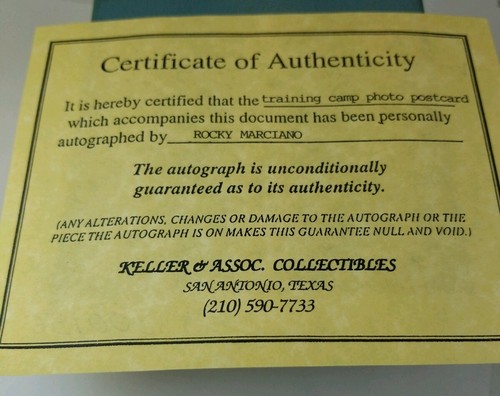 Certificate of Authenticity
It is hereby certified that the training camp photo postcard
which accompanies this document has been personally
autographed by ROCKY MARCIANO
The autograph is unconditionally
guaranteed as to its authenticity.
(ANY ALTERATIONS, CHANGES OR DAMAGE TO THE AUTOGRAPH OR THE
PIECE THE AUTOGRAPH IS ON MAKES THIS GUARANTEE NULL AND VOID.)
KELLER & ASSOC. COLLECTIBLES
SAN ANTONIO, TEXAS
(210) 590-7733